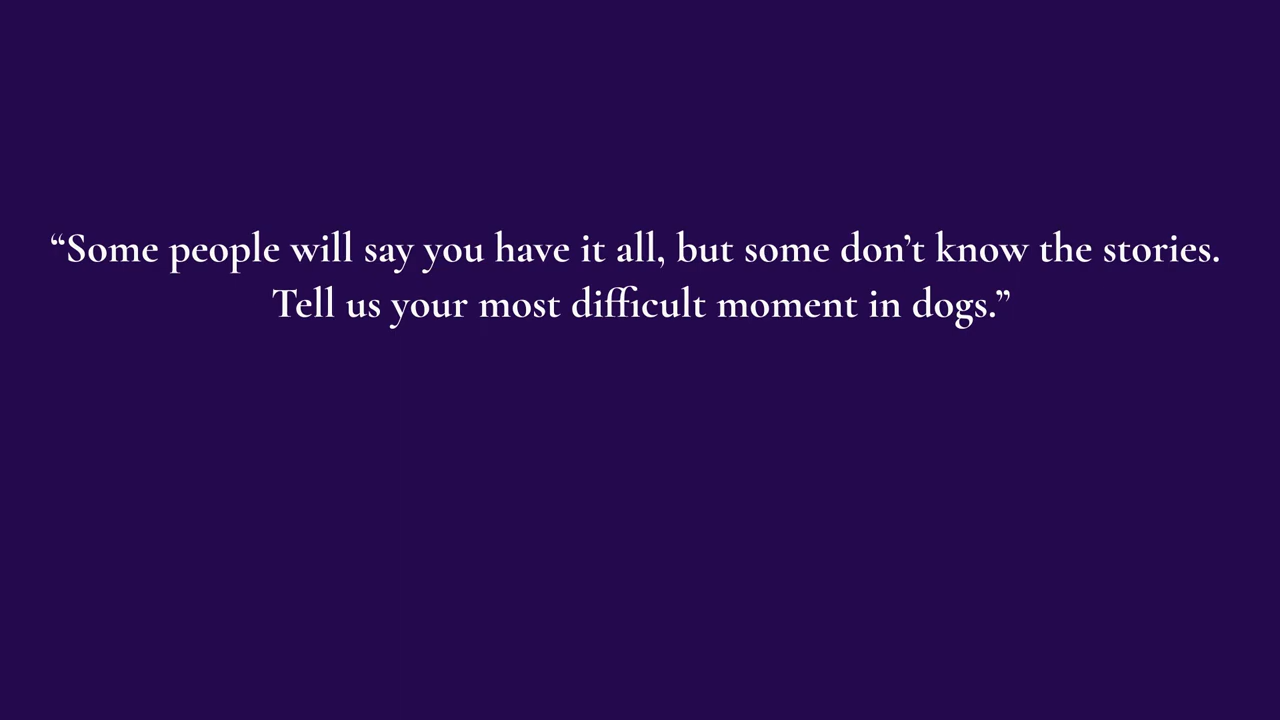 “Some people will say you have it all, but some don’t know the stories.
Tell us your most difficult moment in dogs.”